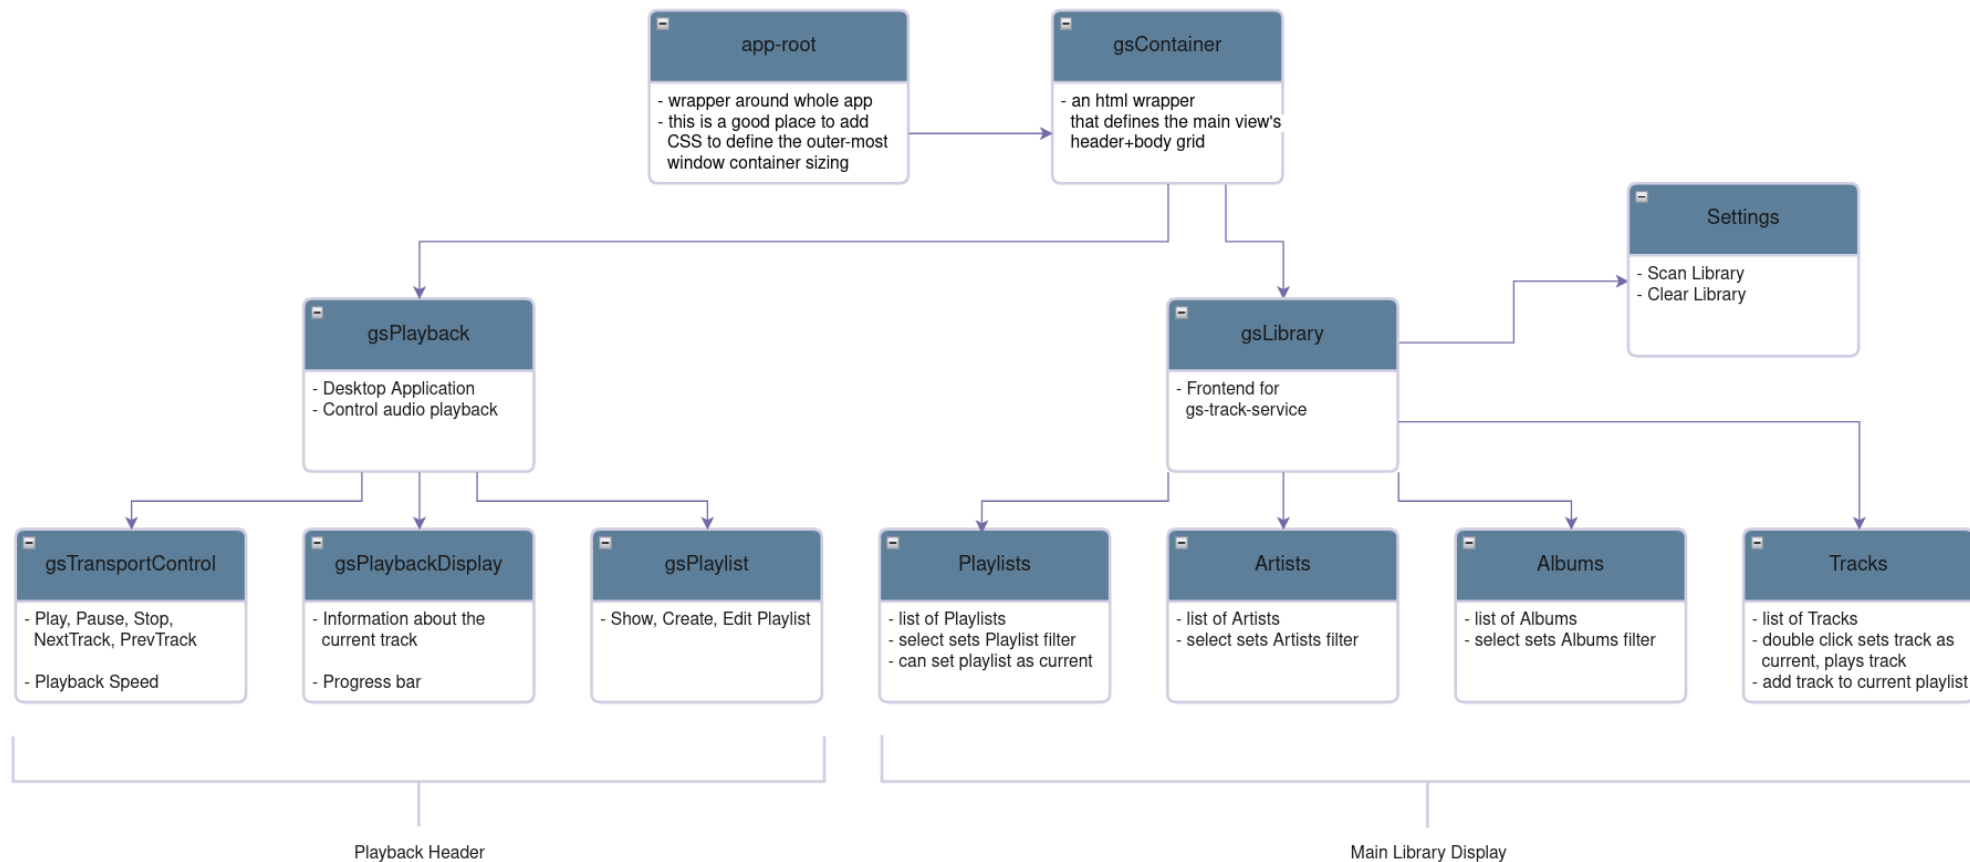 app-root
- wrapper around whole app
- this is a good place to add
CSS to define the outer-most
window container sizing
gsContainer
- an html wrapper
that defines the main view's
header+body grid
Settings
- Scan Library
- Clear Library
gsPlayback
- Desktop Application
- Control audio playback
gsLibrary
- Frontend for
gs-track-service
gsTransportControl
- Play, Pause, Stop,
NextTrack, PrevTrack
- Playback Speed
gsPlaybackDisplay
- Information about the
current track
- Progress bar
gsPlaylist
- Show, Create, Edit Playlist
Playlists
- list of Playlists
- select sets Playlist filter
- can set playlist as current
Artists
- list of Artists
- select sets Artists filter
Albums
- list of Albums
- select sets Albums filter
Tracks
- list of Tracks
- double click sets track as
current, plays track
- add track to current playlist
Playback Header
Main Library Display